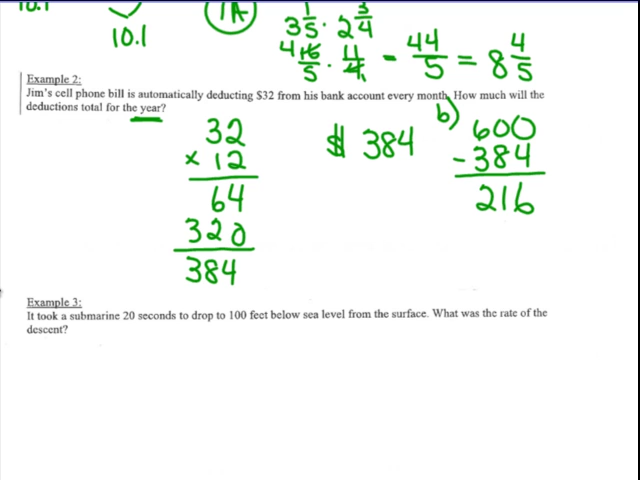 10.1
10.1
1A
3 1/5 · 2 3/4
4 16/5 · 11/4 = 44/5 = 8 4/5
Example 2:
Jim's cell phone bill is automatically deducting $32 from his bank account every month. How much will the
deductions total for the year?
32
x 12
64
320
384
$ 384
b) 600
- 384
216
Example 3:
It took a submarine 20 seconds to drop to 100 feet below sea level from the surface. What was the rate of the
descent?